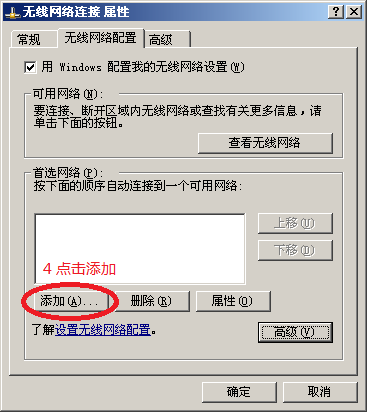 无线网络连接 属性
常规 无线网络配置 高级
用 Windows 配置我的无线网络设置(W)
可用网络(N):
要连接、断开区域内无线网络或查找有关更多信息，请
单击下面的按钮。
查看无线网络
首选网络(P):
按下面的顺序自动连接到一个可用网络:
上移(U)
下移(D)
4 点击添加
添加(A)... 删除(R) 属性(O)
了解设置无线网络配置。
高级(V)
确定 取消